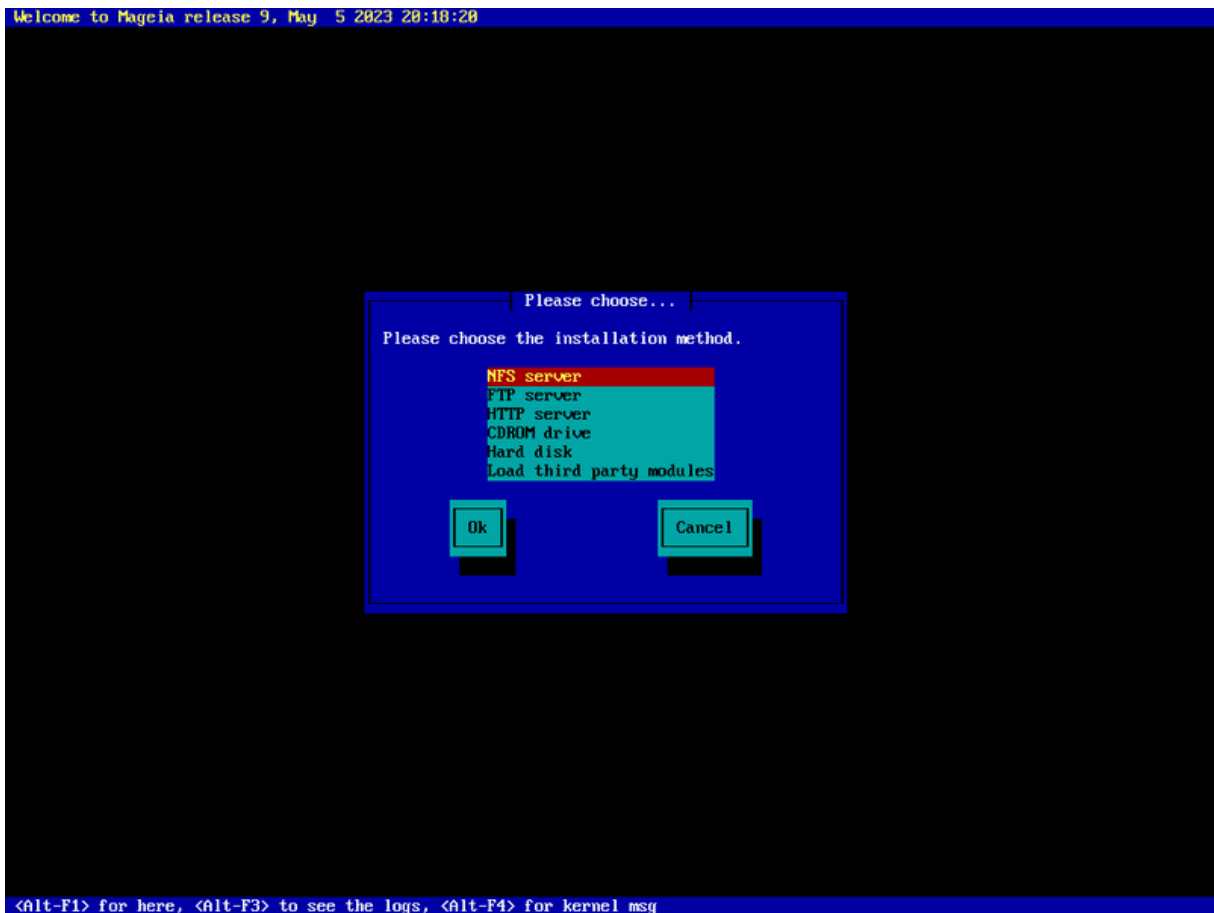 Welcome to Mageia release 9, May  5 2023 20:18:20
Please choose...
Please choose the installation method.
NFS server
FTP server
HTTP server
CDROM drive
Hard disk
Load third party modules
Ok Cancel
<Alt-F1> for here, <Alt-F3> to see the logs, <Alt-F4> for kernel msg